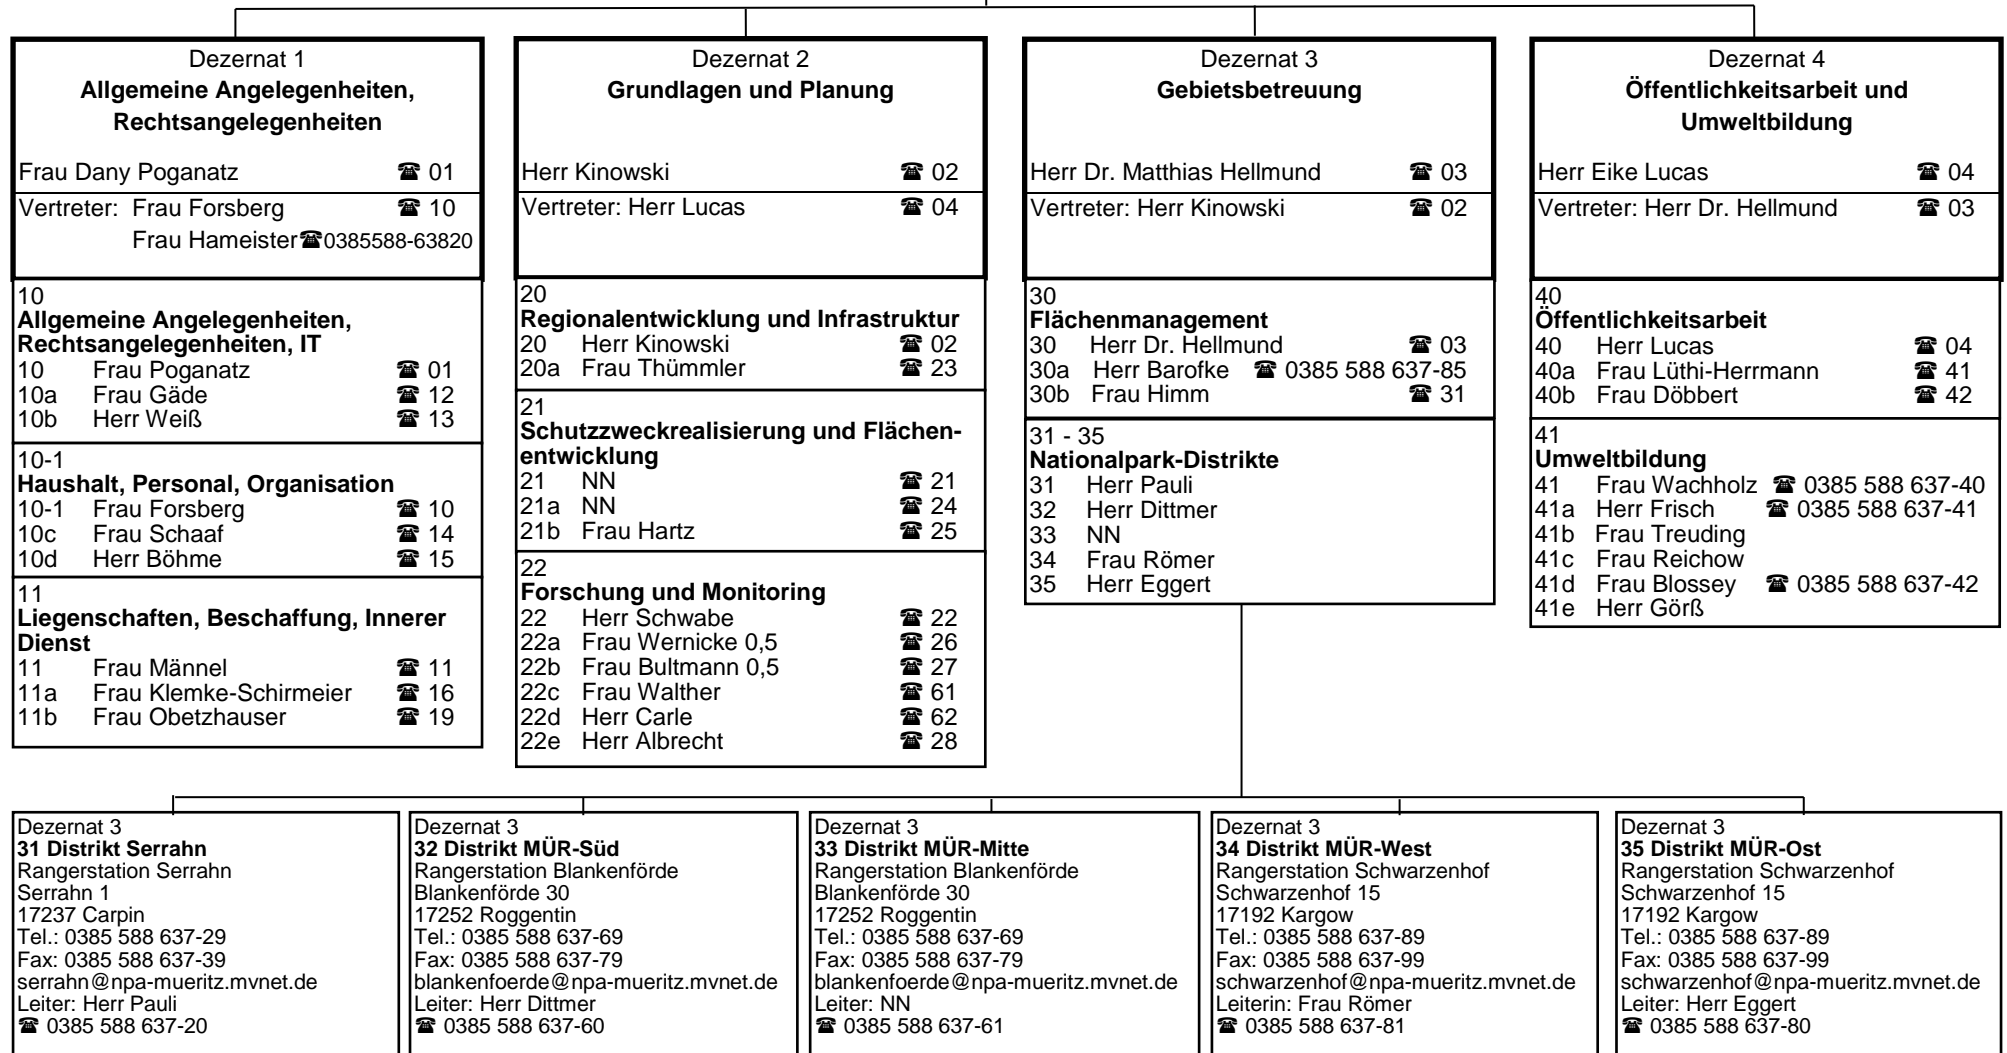 Dezernat 1
Allgemeine Angelegenheiten,
Rechtsangelegenheiten
Frau Dany Poganatz ☎ 01
Vertreter: Frau Forsberg ☎ 10
Frau Hameister☎0385588-63820
10
Allgemeine Angelegenheiten,
Rechtsangelegenheiten, IT
10 Frau Poganatz ☎ 01
10a Frau Gäde ☎ 12
10b Herr Weiß ☎ 13
10-1
Haushalt, Personal, Organisation
10-1 Frau Forsberg ☎ 10
10c Frau Schaaf ☎ 14
10d Herr Böhme ☎ 15
11
Liegenschaften, Beschaffung, Innerer
Dienst
11 Frau Männel ☎ 11
11a Frau Klemke-Schirmeier ☎ 16
11b Frau Obetzhauser ☎ 19
Dezernat 2
Grundlagen und Planung
Herr Kinowski ☎ 02
Vertreter: Herr Lucas ☎ 04
20
Regionalentwicklung und Infrastruktur
20 Herr Kinowski ☎ 02
20a Frau Thümmler ☎ 23
21
Schutzzweckrealisierung und Flächen-
entwicklung
21 NN ☎ 21
21a NN ☎ 24
21b Frau Hartz ☎ 25
22
Forschung und Monitoring
22 Herr Schwabe ☎ 22
22a Frau Wernicke 0,5 ☎ 26
22b Frau Bultmann 0,5 ☎ 27
22c Frau Walther ☎ 61
22d Herr Carle ☎ 62
22e Herr Albrecht ☎ 28
Dezernat 3
Gebietsbetreuung
Herr Dr. Matthias Hellmund ☎ 03
Vertreter: Herr Kinowski ☎ 02
30
Flächenmanagement
30 Herr Dr. Hellmund ☎ 03
30a Herr Barofke ☎ 0385 588 637-85
30b Frau Himm ☎ 31
31 - 35
Nationalpark-Distrikte
31 Herr Pauli
32 Herr Dittmer
33 NN
34 Frau Römer
35 Herr Eggert
Dezernat 4
Öffentlichkeitsarbeit und
Umweltbildung
Herr Eike Lucas ☎ 04
Vertreter: Herr Dr. Hellmund ☎ 03
40
Öffentlichkeitsarbeit
40 Herr Lucas ☎ 04
40a Frau Lüthi-Herrmann ☎ 41
40b Frau Döbbert ☎ 42
41
Umweltbildung
41 Frau Wachholz ☎ 0385 588 637-40
41a Herr Frisch ☎ 0385 588 637-41
41b Frau Treuding
41c Frau Reichow
41d Frau Blossey ☎ 0385 588 637-42
41e Herr Görß
Dezernat 3
31 Distrikt Serrahn
Rangerstation Serrahn
Serrahn 1
17237 Carpin
Tel.: 0385 588 637-29
Fax: 0385 588 637-39
serrahn@npa-mueritz.mvnet.de
Leiter: Herr Pauli
☎ 0385 588 637-20
Dezernat 3
32 Distrikt MÜR-Süd
Rangerstation Blankenförde
Blankenförde 30
17252 Roggentin
Tel.: 0385 588 637-69
Fax: 0385 588 637-79
blankenfoerde@npa-mueritz.mvnet.de
Leiter: Herr Dittmer
☎ 0385 588 637-60
Dezernat 3
33 Distrikt MÜR-Mitte
Rangerstation Blankenförde
Blankenförde 30
17252 Roggentin
Tel.: 0385 588 637-69
Fax: 0385 588 637-79
blankenfoerde@npa-mueritz.mvnet.de
Leiter: NN
☎ 0385 588 637-61
Dezernat 3
34 Distrikt MÜR-West
Rangerstation Schwarzenhof
Schwarzenhof 15
17192 Kargow
Tel.: 0385 588 637-89
Fax: 0385 588 637-99
schwarzenhof@npa-mueritz.mvnet.de
Leiterin: Frau Römer
☎ 0385 588 637-81
Dezernat 3
35 Distrikt MÜR-Ost
Rangerstation Schwarzenhof
Schwarzenhof 15
17192 Kargow
Tel.: 0385 588 637-89
Fax: 0385 588 637-99
schwarzenhof@npa-mueritz.mvnet.de
Leiter: Herr Eggert
☎ 0385 588 637-80